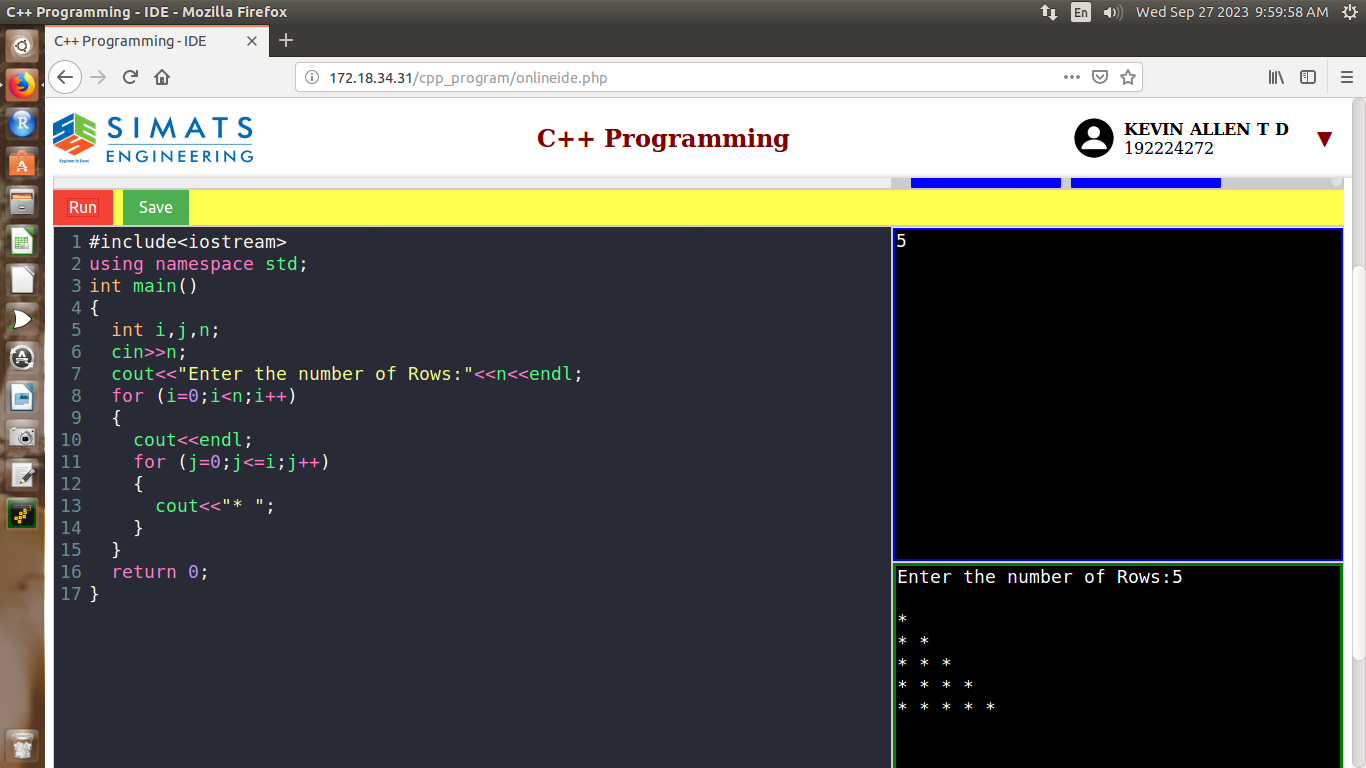 C++ Programming - IDE - Mozilla Firefox
En
Wed Sep 27 2023 9:59:58 AM
C++ Programming - IDE
172.18.34.31/cpp_program/onlineide.php
SIMATS
ENGINEERING
Engineer to Excel
C++ Programming
KEVIN ALLEN T D
192224272
Run
Save
1 #include<iostream>
2 using namespace std;
3 int main()
4 {
5   int i,j,n;
6   cin>>n;
7   cout<<"Enter the number of Rows:"<<n<<endl;
8   for (i=0;i<n;i++)
9   {
10     cout<<endl;
11     for (j=0;j<=i;j++)
12     {
13       cout<<"* ";
14     }
15   }
16   return 0;
17 }
5
Enter the number of Rows:5
*
* *
* * *
* * * *
* * * * *